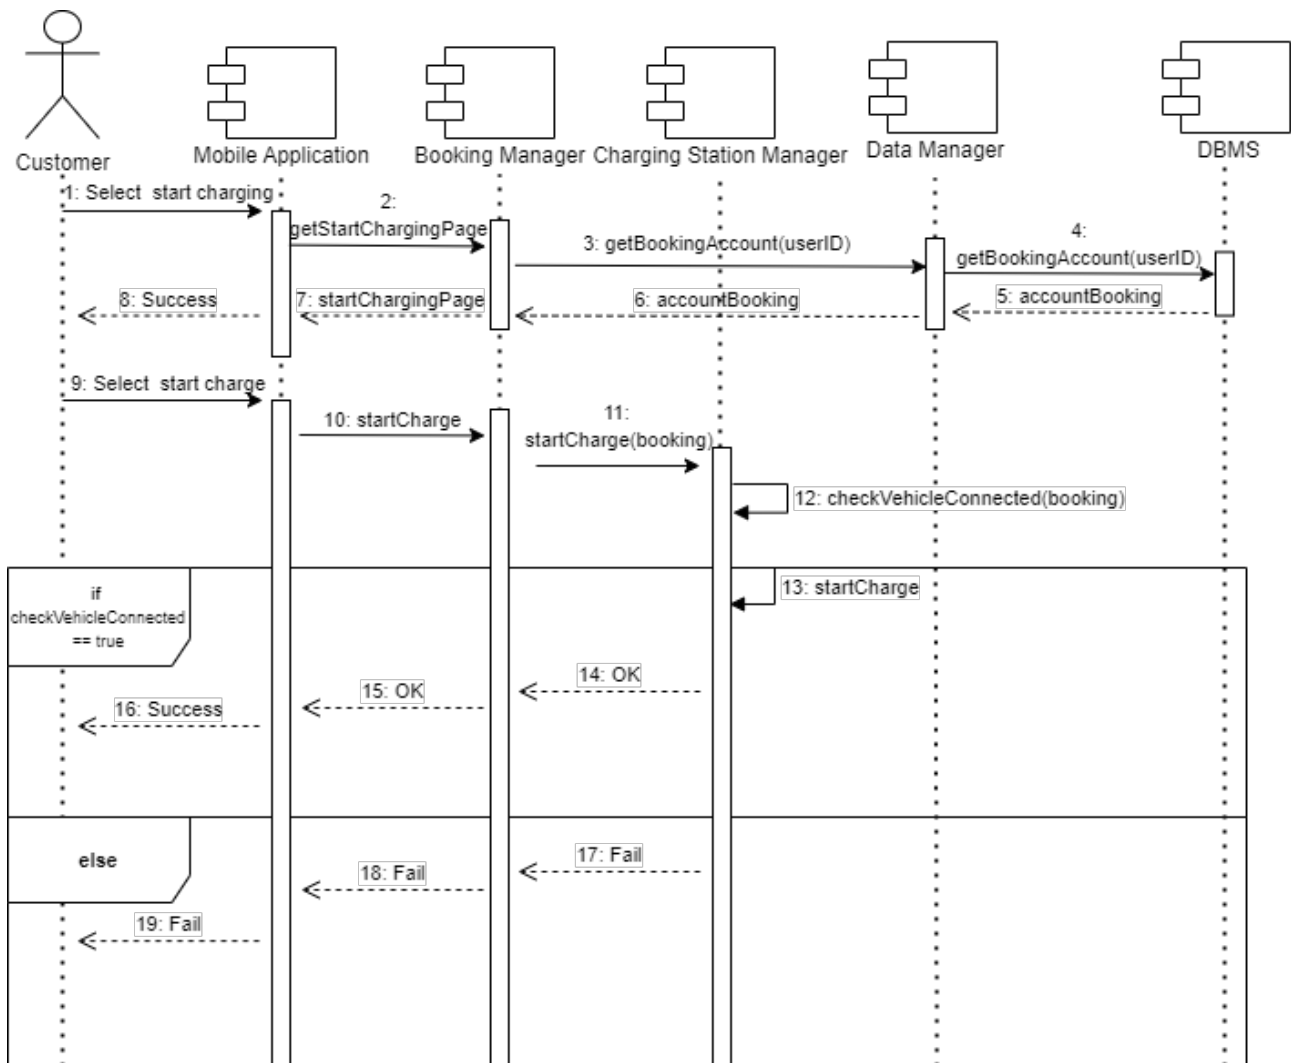 Customer
Mobile Application
Booking Manager
Charging Station Manager
Data Manager
DBMS
1: Select start charging
2:
getStartChargingPage
3: getBookingAccount(userID)
4:
getBookingAccount(userID)
5: accountBooking
6: accountBooking
7: startChargingPage
8: Success
9: Select start charge
10: startCharge
11:
startCharge(booking)
12: checkVehicleConnected(booking)
if
checkVehicleConnected
== true
13: startCharge
14: OK
15: OK
16: Success
else
17: Fail
18: Fail
19: Fail